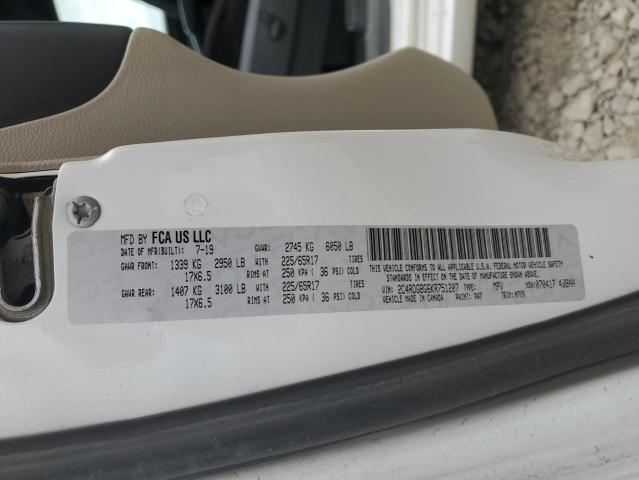 MFD BY FCA US LLC
DATE OF MFR(BUILT): 7-19 GVWR: 2745 KG 6050 LB
GAWR FRONT: 1339 KG 2950 LB 225/65R17 TIRES
17X6.5 RIMS AT 250 KPA ( 36 PSI) COLD
GAWR REAR: 1407 KG 3100 LB 225/65R17 TIRES
17X6.5 RIMS AT 250 KPA ( 36 PSI) COLD
THIS VEHICLE CONFORMS TO ALL APPLICABLE U.S.A. FEDERAL MOTOR VEHICLE SAFETY
STANDARDS IN EFFECT ON THE DATE OF MANUFACTURE SHOWN ABOVE.
VIN: 2C4RDGBG6KR751207 TYPE: MPV MDH:070417 438AA
VEHICLE MADE IN CANADA PAINT: PW7 TRIM: